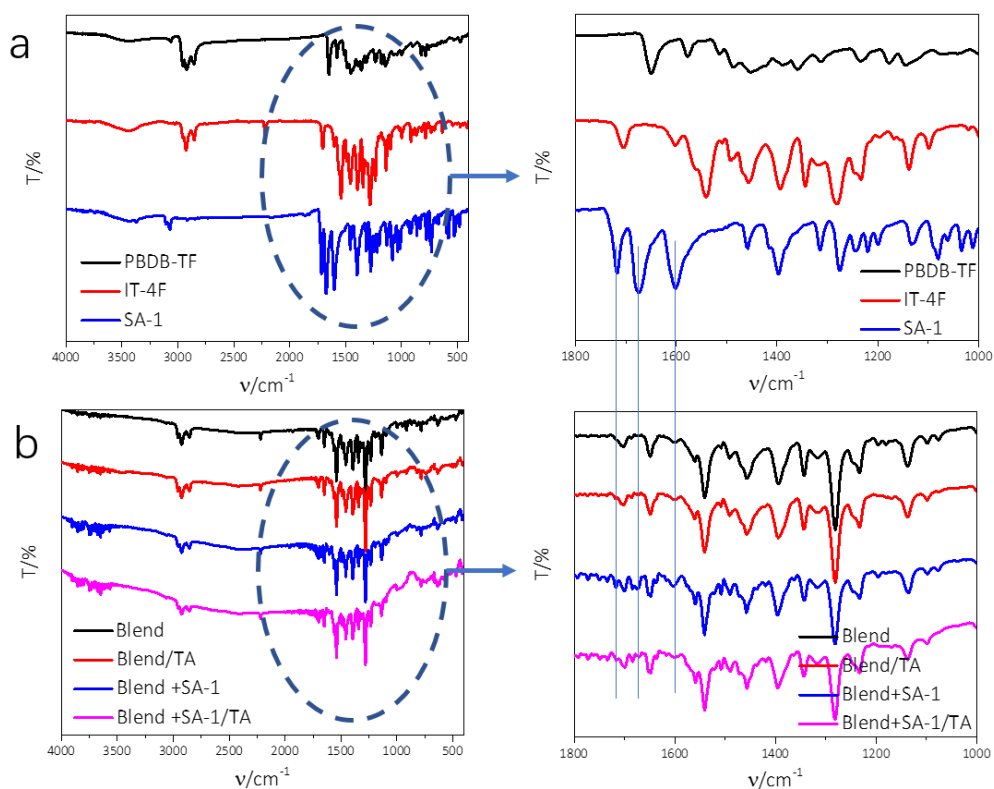 a
T/%
PBDB-TF
IT-4F
SA-1
4000 3500 3000 2500 2000 1500 1000 500
ν/cm⁻¹
T/%
PBDB-TF
IT-4F
SA-1
1800 1600 1400 1200 1000
ν/cm⁻¹
b
T/%
Blend
Blend/TA
Blend +SA-1
Blend +SA-1/TA
4000 3500 3000 2500 2000 1500 1000 500
ν/cm⁻¹
T/%
Blend
Blend/TA
Blend+SA-1
Blend+SA-1/TA
1800 1600 1400 1200 1000
ν/cm⁻¹